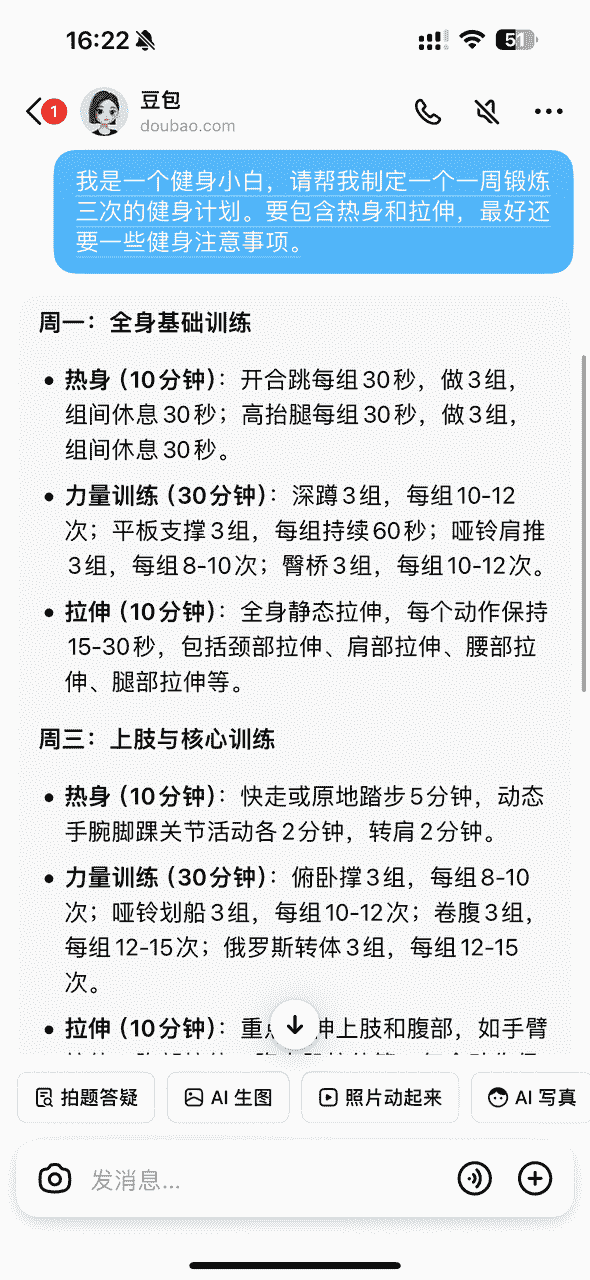 16:22
51
1
豆包
doubao.com
我是一个健身小白，请帮我制定一个一周锻炼
三次的健身计划。要包含热身和拉伸，最好还
要一些健身注意事项。
周一：全身基础训练
• 热身（10分钟）：开合跳每组30秒，做3组，
组间休息30秒；高抬腿每组30秒，做3组，
组间休息30秒。
• 力量训练（30分钟）：深蹲3组，每组10-12
次；平板支撑3组，每组持续60秒；哑铃肩推
3组，每组8-10次；臀桥3组，每组10-12次。
• 拉伸（10分钟）：全身静态拉伸，每个动作保持
15-30秒，包括颈部拉伸、肩部拉伸、腰部拉
伸、腿部拉伸等。
周三：上肢与核心训练
• 热身（10分钟）：快走或原地踏步5分钟，动态
手腕脚踝关节活动各2分钟，转肩2分钟。
• 力量训练（30分钟）：俯卧撑3组，每组8-10
次；哑铃划船3组，每组10-12次；卷腹3组，
每组12-15次；俄罗斯转体3组，每组12-15
次。
• 拉伸（10分钟）：重 伸上肢和腹部，如手臂
拍题答疑
AI 生图
照片动起来
AI 写真
发消息...